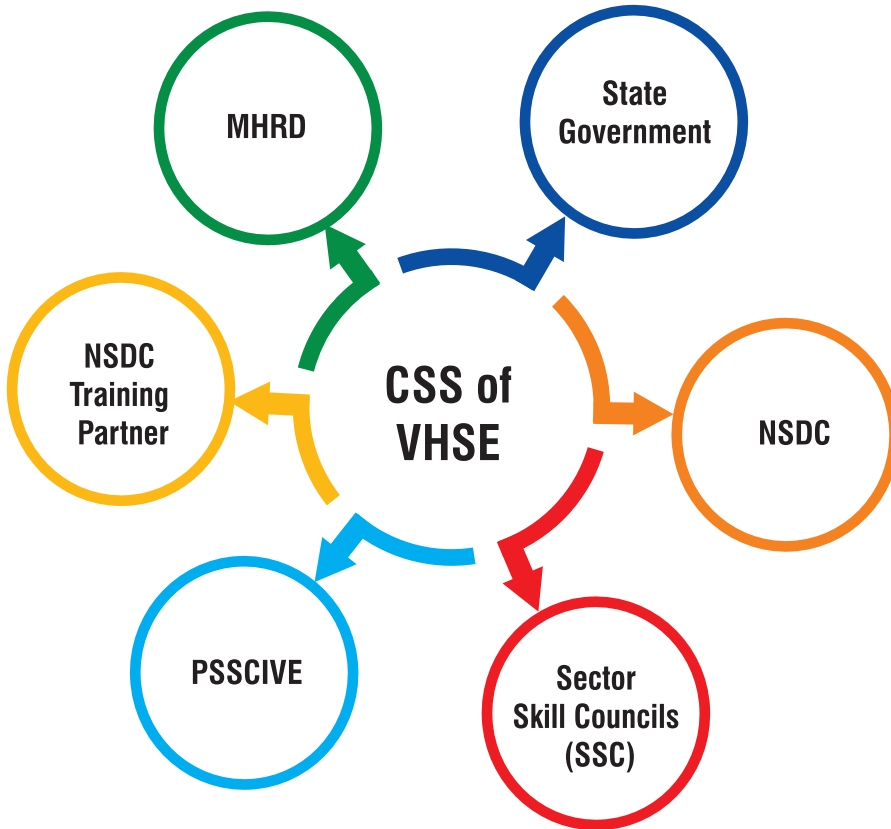 MHRD
State
Government
NSDC
Training
Partner
CSS of
VHSE
NSDC
PSSCIVE
Sector
Skill Councils
(SSC)